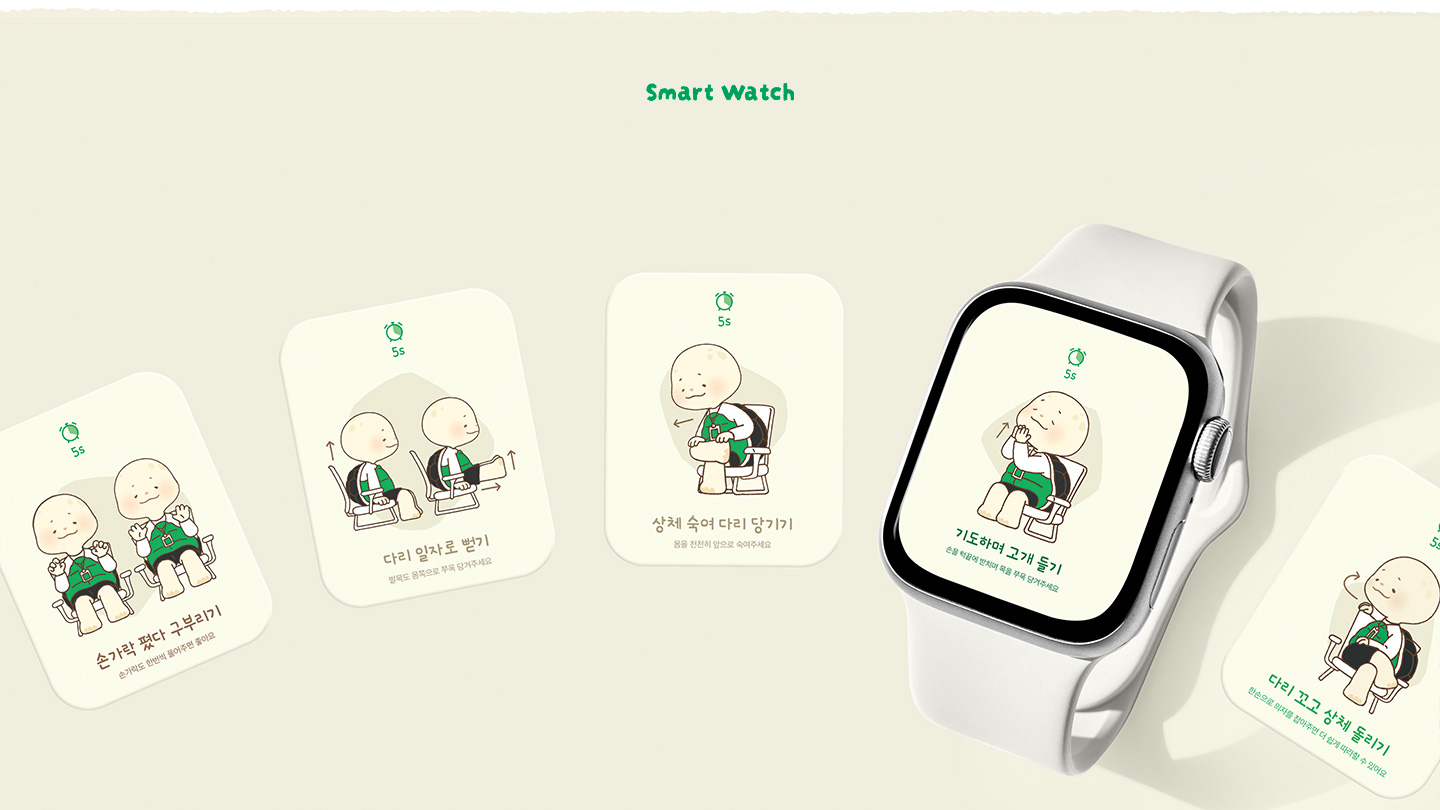 Smart Watch
5s
손가락 폈다 구부리기
손가락도 한번씩 풀어주면 좋아요
5s
다리 일자로 뻗기
발목도 몸쪽으로 쭈욱 당겨주세요
5s
상체 숙여 다리 당기기
몸을 천천히 앞으로 숙여주세요
5s
기도하며 고개 들기
손을 턱끝에 받치며 목을 쭈욱 당겨주세요
5s
다리 꼬고 상체 돌리기
한손으로 의자를 잡아주면 더 쉽게 따라할 수 있어요